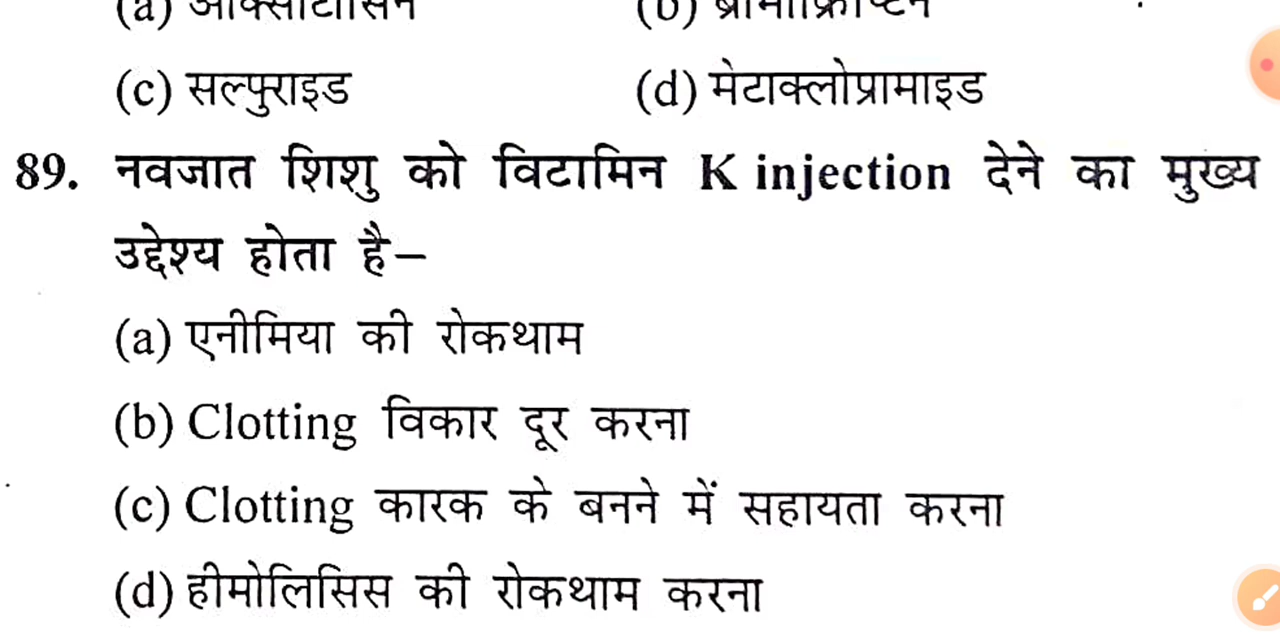 (a) ऑक्सीटोसिन (b) ब्रोमोक्रिप्टिन
(c) सल्पुराइड (d) मेटाक्लोप्रामाइड
89. नवजात शिशु को विटामिन K injection देने का मुख्य
उद्देश्य होता है–
(a) एनीमिया की रोकथाम
(b) Clotting विकार दूर करना
(c) Clotting कारक के बनने में सहायता करना
(d) हीमोलिसिस की रोकथाम करना